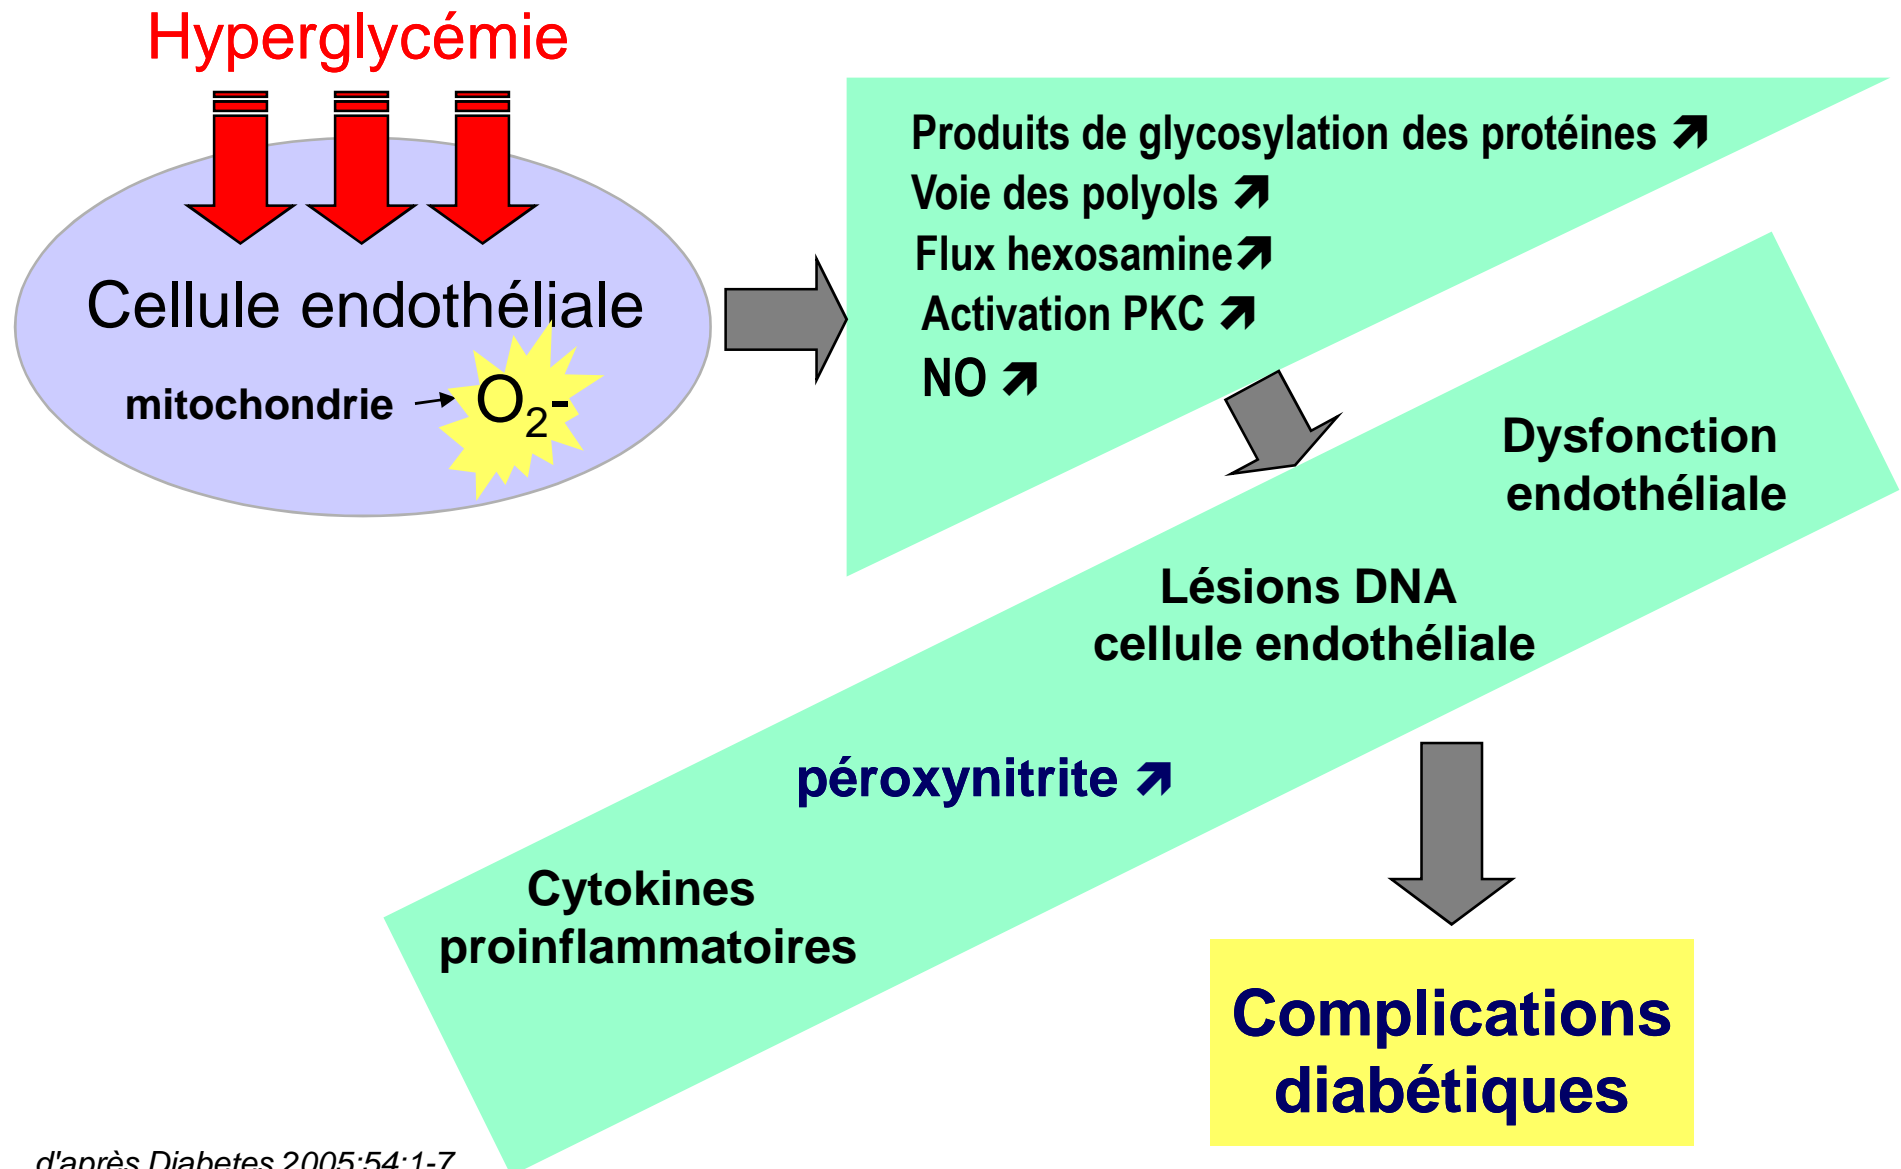 Hyperglycémie
Cellule endothéliale
mitochondrie
O2-
Produits de glycosylation des protéines ↗
Voie des polyols ↗
Flux hexosamine↗
Activation PKC ↗
NO ↗
Dysfonction
endothéliale
Lésions DNA
cellule endothéliale
péroxynitrite ↗
Cytokines
proinflammatoires
Complications
diabétiques
d'après Diabetes 2005;54:1-7